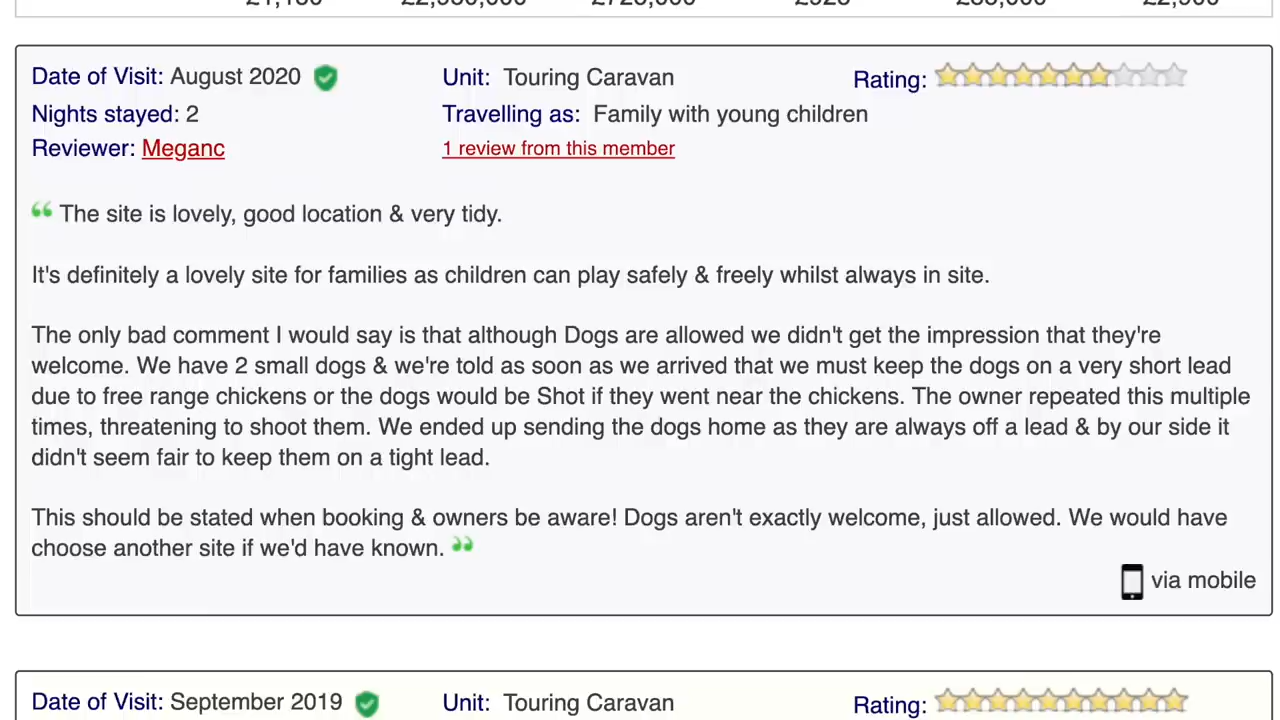 Date of Visit: August 2020 Unit: Touring Caravan Rating:
Nights stayed: 2 Travelling as: Family with young children
Reviewer: Meganc 1 review from this member
The site is lovely, good location & very tidy.
It's definitely a lovely site for families as children can play safely & freely whilst always in site.
The only bad comment I would say is that although Dogs are allowed we didn't get the impression that they're
welcome. We have 2 small dogs & we're told as soon as we arrived that we must keep the dogs on a very short lead
due to free range chickens or the dogs would be Shot if they went near the chickens. The owner repeated this multiple
times, threatening to shoot them. We ended up sending the dogs home as they are always off a lead & by our side it
didn't seem fair to keep them on a tight lead.
This should be stated when booking & owners be aware! Dogs aren't exactly welcome, just allowed. We would have
choose another site if we'd have known.
via mobile
Date of Visit: September 2019 Unit: Touring Caravan Rating: